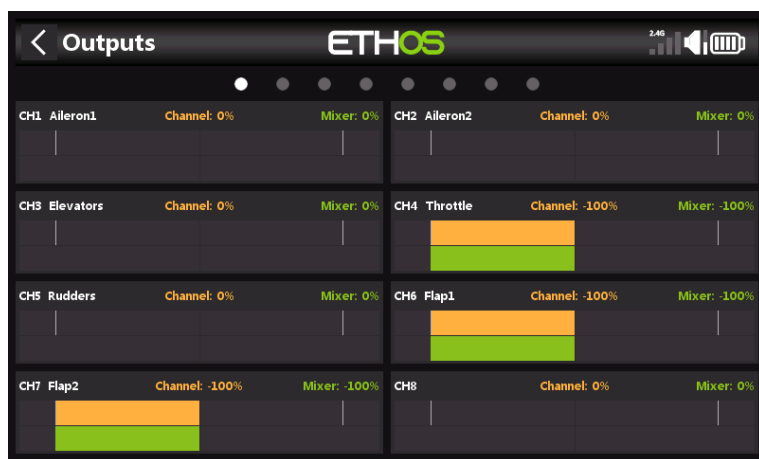 Outputs ETHOS 2.4G
CH1 Aileron1 Channel: 0% Mixer: 0% CH2 Aileron2 Channel: 0% Mixer: 0%
CH3 Elevators Channel: 0% Mixer: 0% CH4 Throttle Channel: -100% Mixer: -100%
CH5 Rudders Channel: 0% Mixer: 0% CH6 Flap1 Channel: -100% Mixer: -100%
CH7 Flap2 Channel: -100% Mixer: -100% CH8 Channel: 0% Mixer: 0%